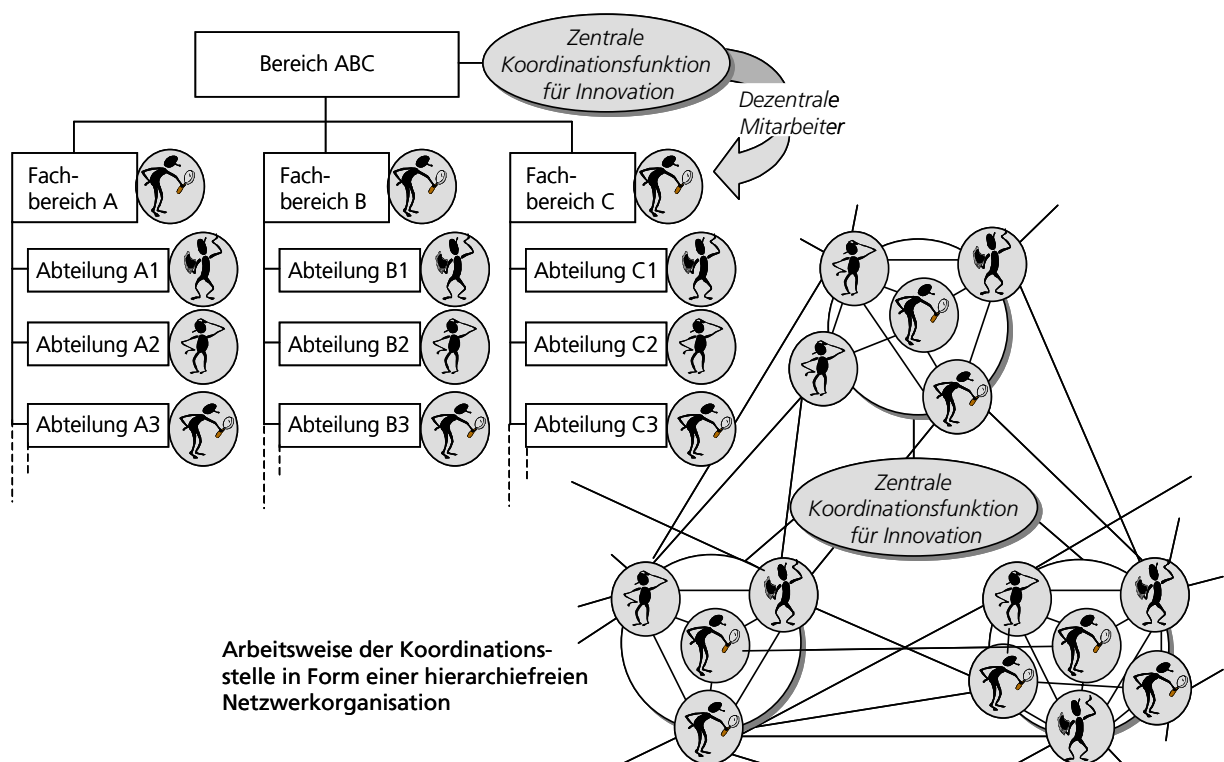 Bereich ABC
Zentrale
Koordinationsfunktion
für Innovation
Dezentrale
Mitarbeiter
Fach-
bereich A
Fach-
bereich B
Fach-
bereich C
Abteilung A1
Abteilung B1
Abteilung C1
Abteilung A2
Abteilung B2
Abteilung C2
Abteilung A3
Abteilung B3
Abteilung C3
Zentrale
Koordinationsfunktion
für Innovation
Arbeitsweise der Koordinations-
stelle in Form einer hierarchiefreien
Netzwerkorganisation